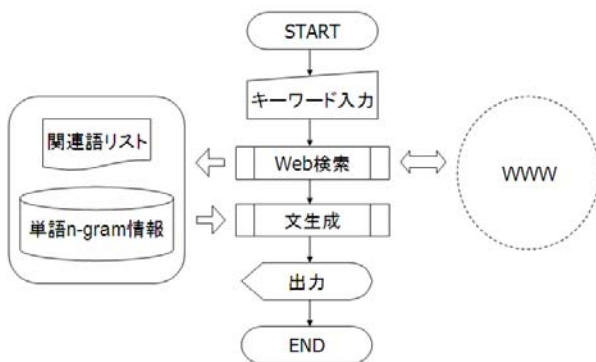 START
キーワード入力
関連語リスト
Web検索
WWW
単語n-gram情報
文生成
出力
END